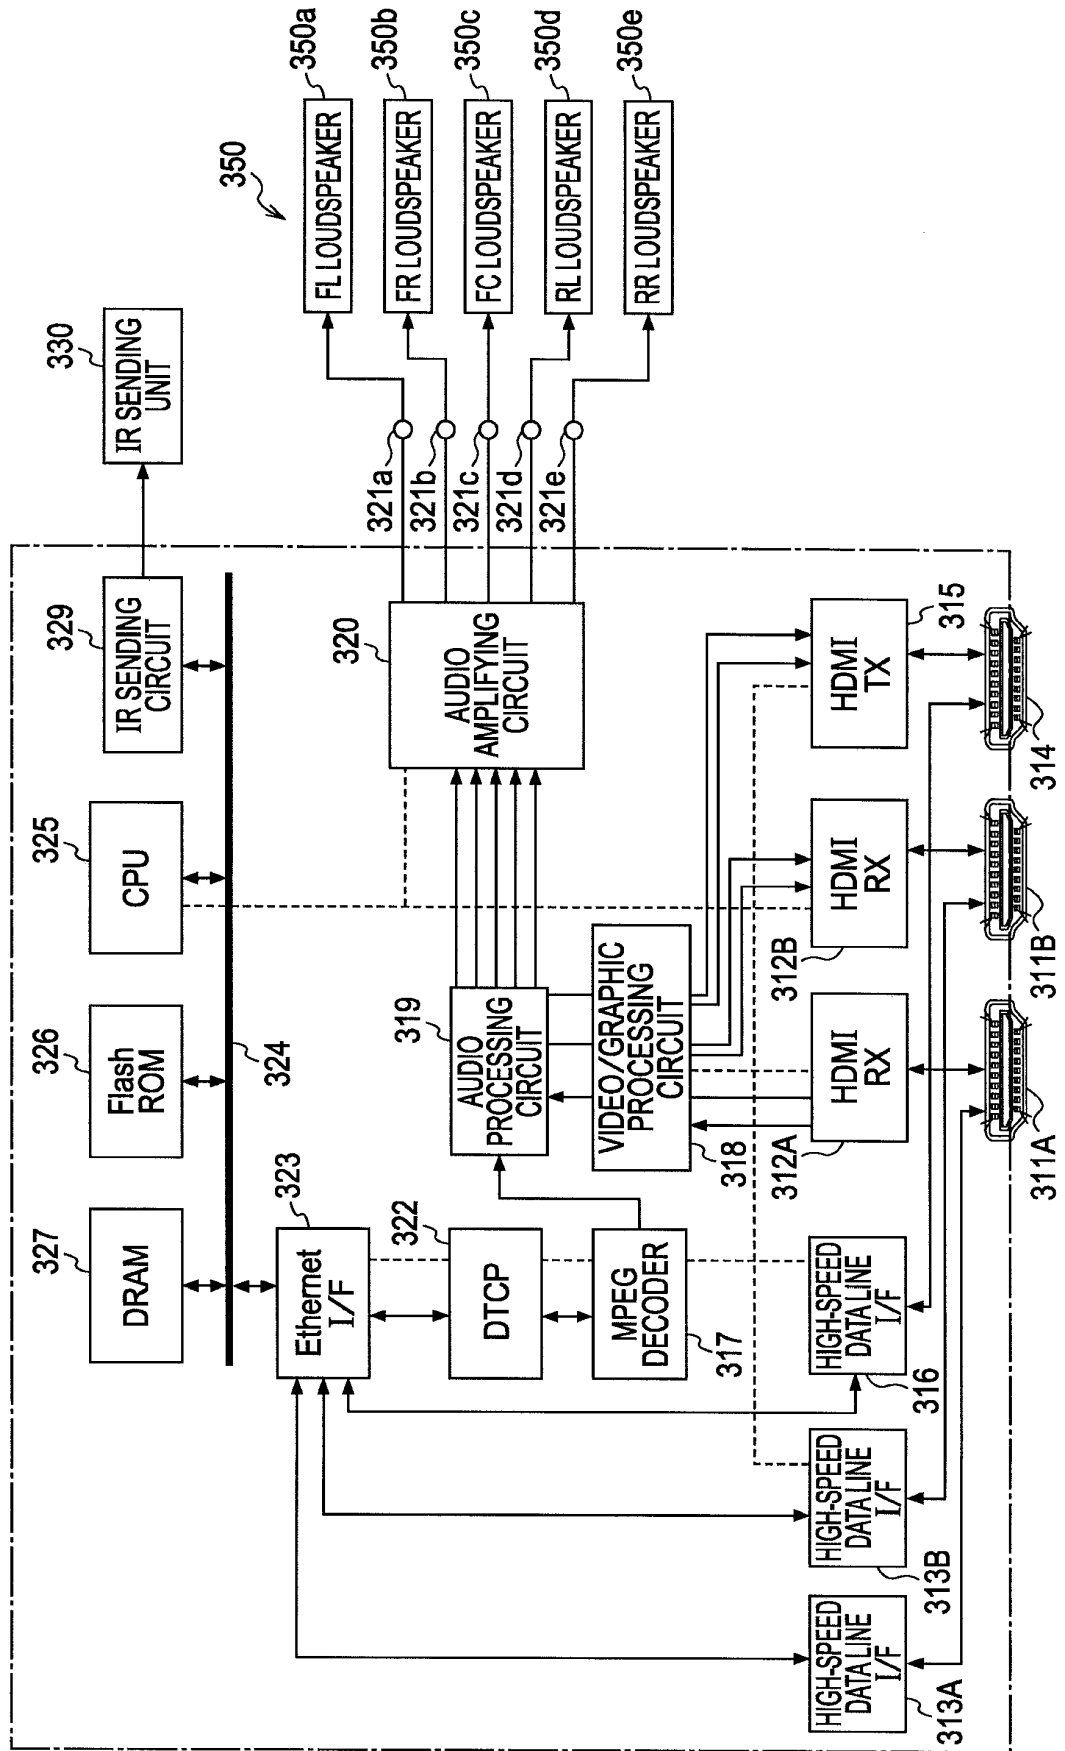 350
350a
FL LOUDSPEAKER
350b
FR LOUDSPEAKER
350c
FC LOUDSPEAKER
350d
RL LOUDSPEAKER
350e
RR LOUDSPEAKER
330
IR SENDING
UNIT
321a
321b
321c
321d
321e
329
IR SENDING
CIRCUIT
325
CPU
326
Flash
ROM
327
DRAM
324
320
AUDIO
AMPLIFYING
CIRCUIT
319
AUDIO
PROCESSING
CIRCUIT
VIDEO/GRAPHIC
PROCESSING
CIRCUIT
318
323
Ethernet
I/F
322
DTCP
MPEG
DECODER
317
HDMI
TX
315
HDMI
RX
312B
HDMI
RX
312A
HIGH-SPEED
DATA LINE
I/F
316
HIGH-SPEED
DATA LINE
I/F
313B
HIGH-SPEED
DATA LINE
I/F
313A
314
311B
311A